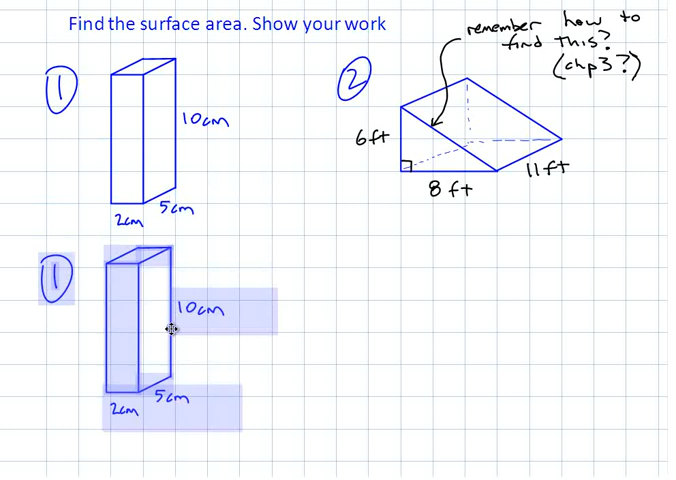 Find the surface area. Show your work
remember how to
find this?
(chp3?)
1
10cm
2cm
5cm
2
6ft
8 ft
11ft
1
10cm
2cm
5cm